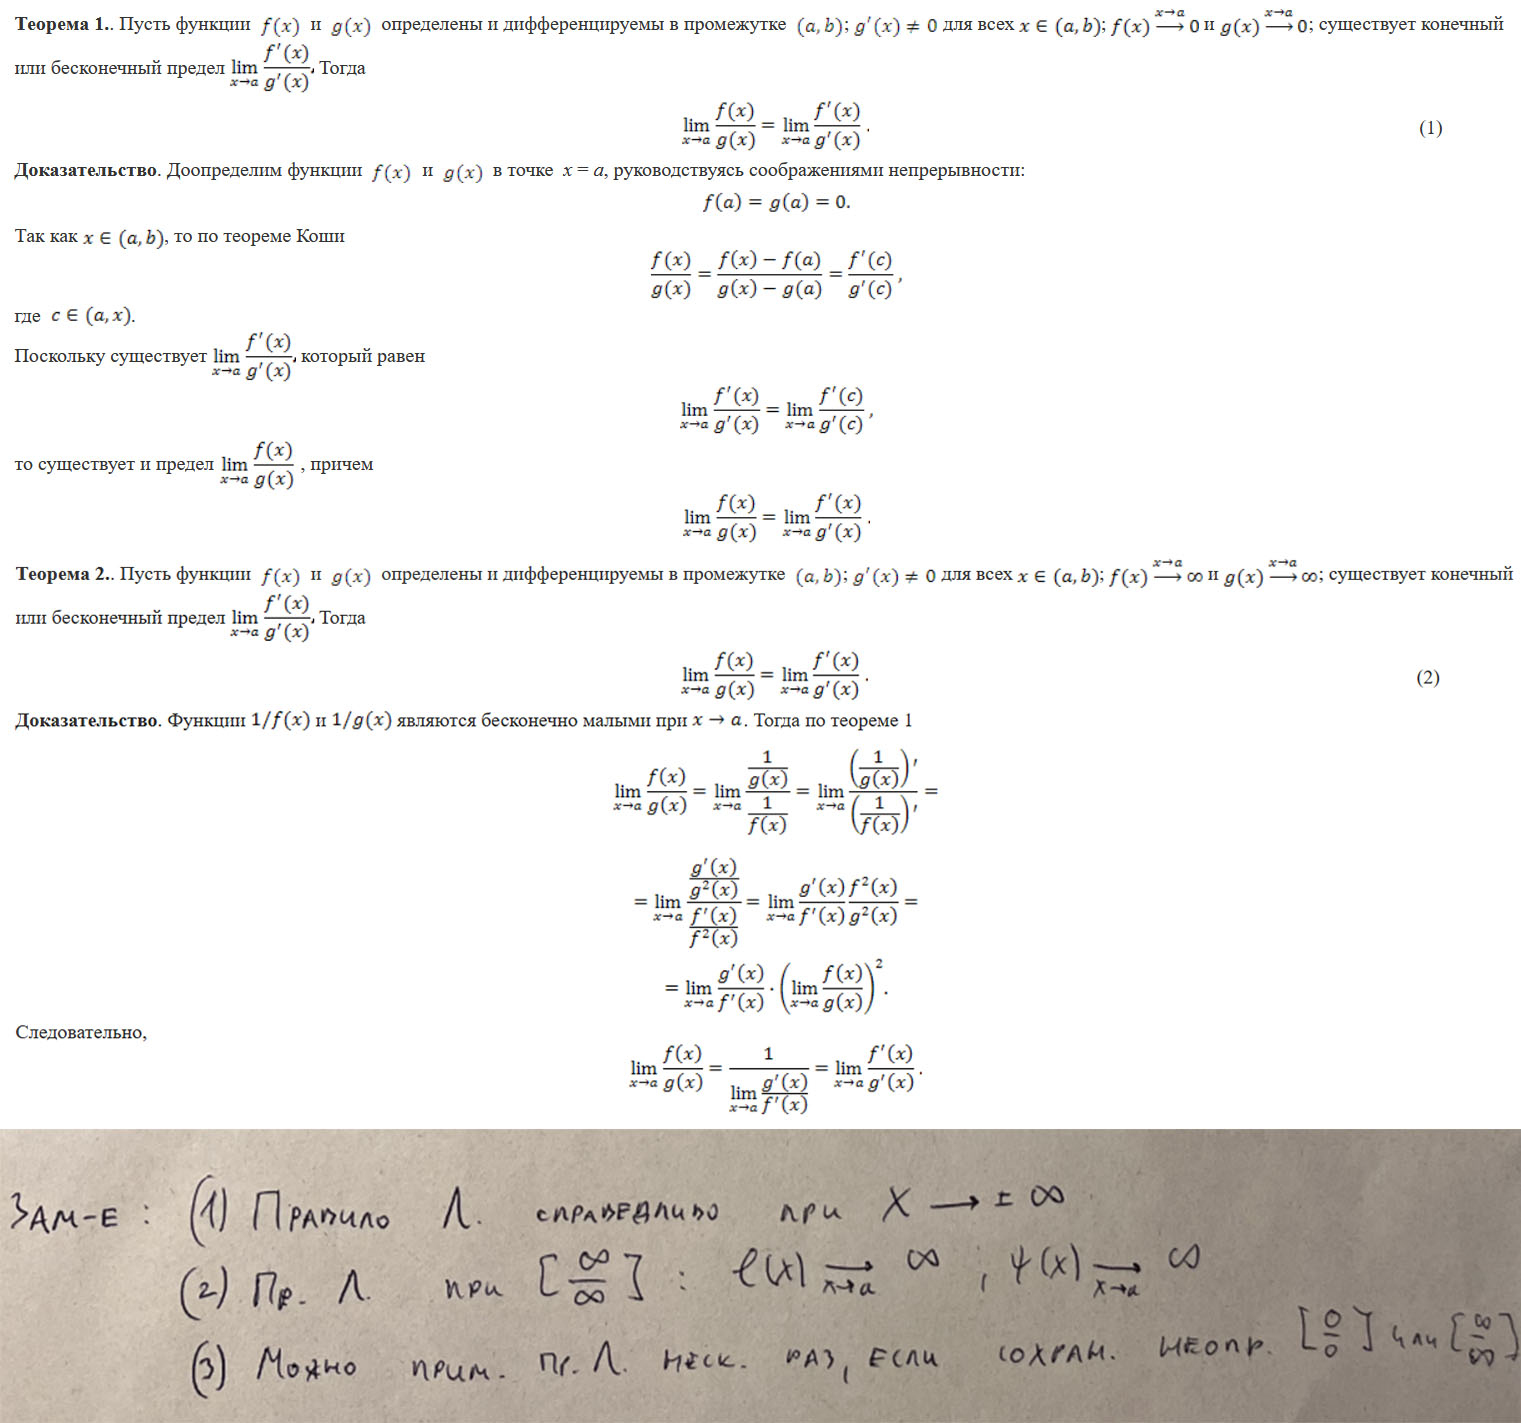 Теорема 1.. Пусть функции f(x) и g(x) определены и дифференцируемы в промежутке (a, b); g′(x) ≠ 0 для всех x ∈ (a, b); f(x) —x→a→ 0 и g(x) —x→a→ 0; существует конечный
или бесконечный предел lim x→a f′(x)/g′(x). Тогда
lim x→a f(x)/g(x) = lim x→a f′(x)/g′(x) . (1)
Доказательство. Доопределим функции f(x) и g(x) в точке x = a, руководствуясь соображениями непрерывности:
f(a) = g(a) = 0.
Так как x ∈ (a, b), то по теореме Коши
f(x)/g(x) = (f(x) − f(a))/(g(x) − g(a)) = f′(c)/g′(c) ,
где c ∈ (a, x).
Поскольку существует lim x→a f′(x)/g′(x), который равен
lim x→a f′(x)/g′(x) = lim x→a f′(c)/g′(c) ,
то существует и предел lim x→a f(x)/g(x) , причем
lim x→a f(x)/g(x) = lim x→a f′(x)/g′(x) .
Теорема 2.. Пусть функции f(x) и g(x) определены и дифференцируемы в промежутке (a, b); g′(x) ≠ 0 для всех x ∈ (a, b); f(x) —x→a→ ∞ и g(x) —x→a→ ∞; существует конечный
или бесконечный предел lim x→a f′(x)/g′(x). Тогда
lim x→a f(x)/g(x) = lim x→a f′(x)/g′(x) . (2)
Доказательство. Функции 1/f(x) и 1/g(x) являются бесконечно малыми при x → a. Тогда по теореме 1
lim x→a f(x)/g(x) = lim x→a (1/g(x))/(1/f(x)) = lim x→a (1/g(x))′/(1/f(x))′ =
= lim x→a (g′(x)/g²(x))/(f′(x)/f²(x)) = lim x→a g′(x)/f′(x) f²(x)/g²(x) =
= lim x→a g′(x)/f′(x) · (lim x→a f(x)/g(x))².
Следовательно,
lim x→a f(x)/g(x) = 1/(lim x→a g′(x)/f′(x)) = lim x→a f′(x)/g′(x) .
Зам-е : (1) Правило Л. справедливо при x → ± ∞
(2) Пр. Л. при [∞/∞] : φ(x) →x→a ∞ ; ψ(x) →x→a ∞
(3) Можно прим. пр. Л. неск. раз, если сохран. неопр. [0/0] или [∞/∞]